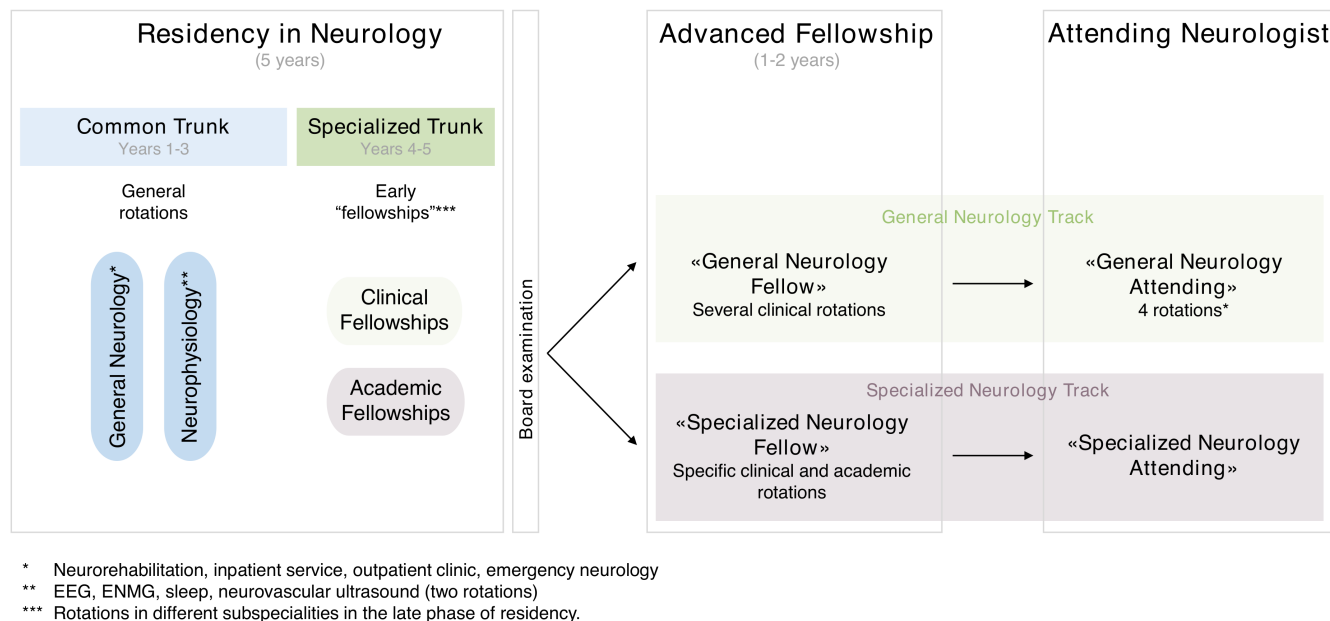 Residency in Neurology
(5 years)
Common Trunk
Years 1-3
Specialized Trunk
Years 4-5
General
rotations
Early
“fellowships”***
General Neurology*
Neurophysiology**
Clinical
Fellowships
Academic
Fellowships
Board examination
Advanced Fellowship
(1-2 years)
Attending Neurologist
General Neurology Track
«General Neurology
Fellow»
Several clinical rotations
«General Neurology
Attending»
4 rotations*
Specialized Neurology Track
«Specialized Neurology
Fellow»
Specific clinical and academic
rotations
«Specialized Neurology
Attending»
* Neurorehabilitation, inpatient service, outpatient clinic, emergency neurology
** EEG, ENMG, sleep, neurovascular ultrasound (two rotations)
*** Rotations in different subspecialities in the late phase of residency.